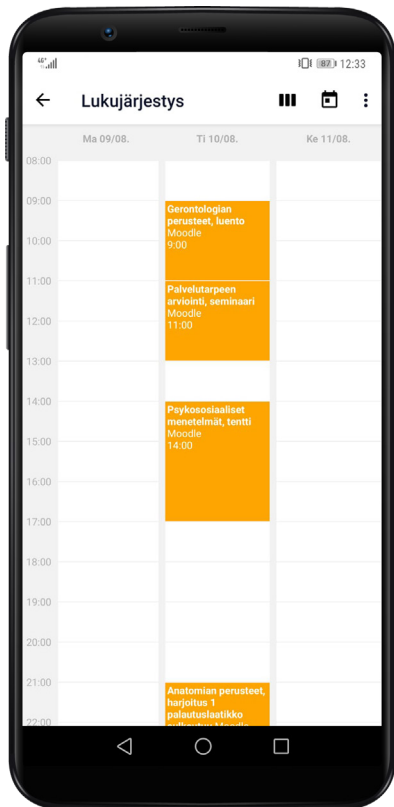 46+
87
12:33
Lukujärjestys
Ma 09/08.
Ti 10/08.
Ke 11/08.
08:00
09:00
Gerontologian
perusteet, luento
Moodle
9:00
10:00
11:00
Palvelutarpeen
arviointi, seminaari
Moodle
11:00
12:00
13:00
14:00
Psykososiaaliset
menetelmät, tentti
Moodle
14:00
15:00
16:00
17:00
18:00
19:00
20:00
21:00
Anatomian perusteet,
harjoitus 1
palautuslaatikko
22:00